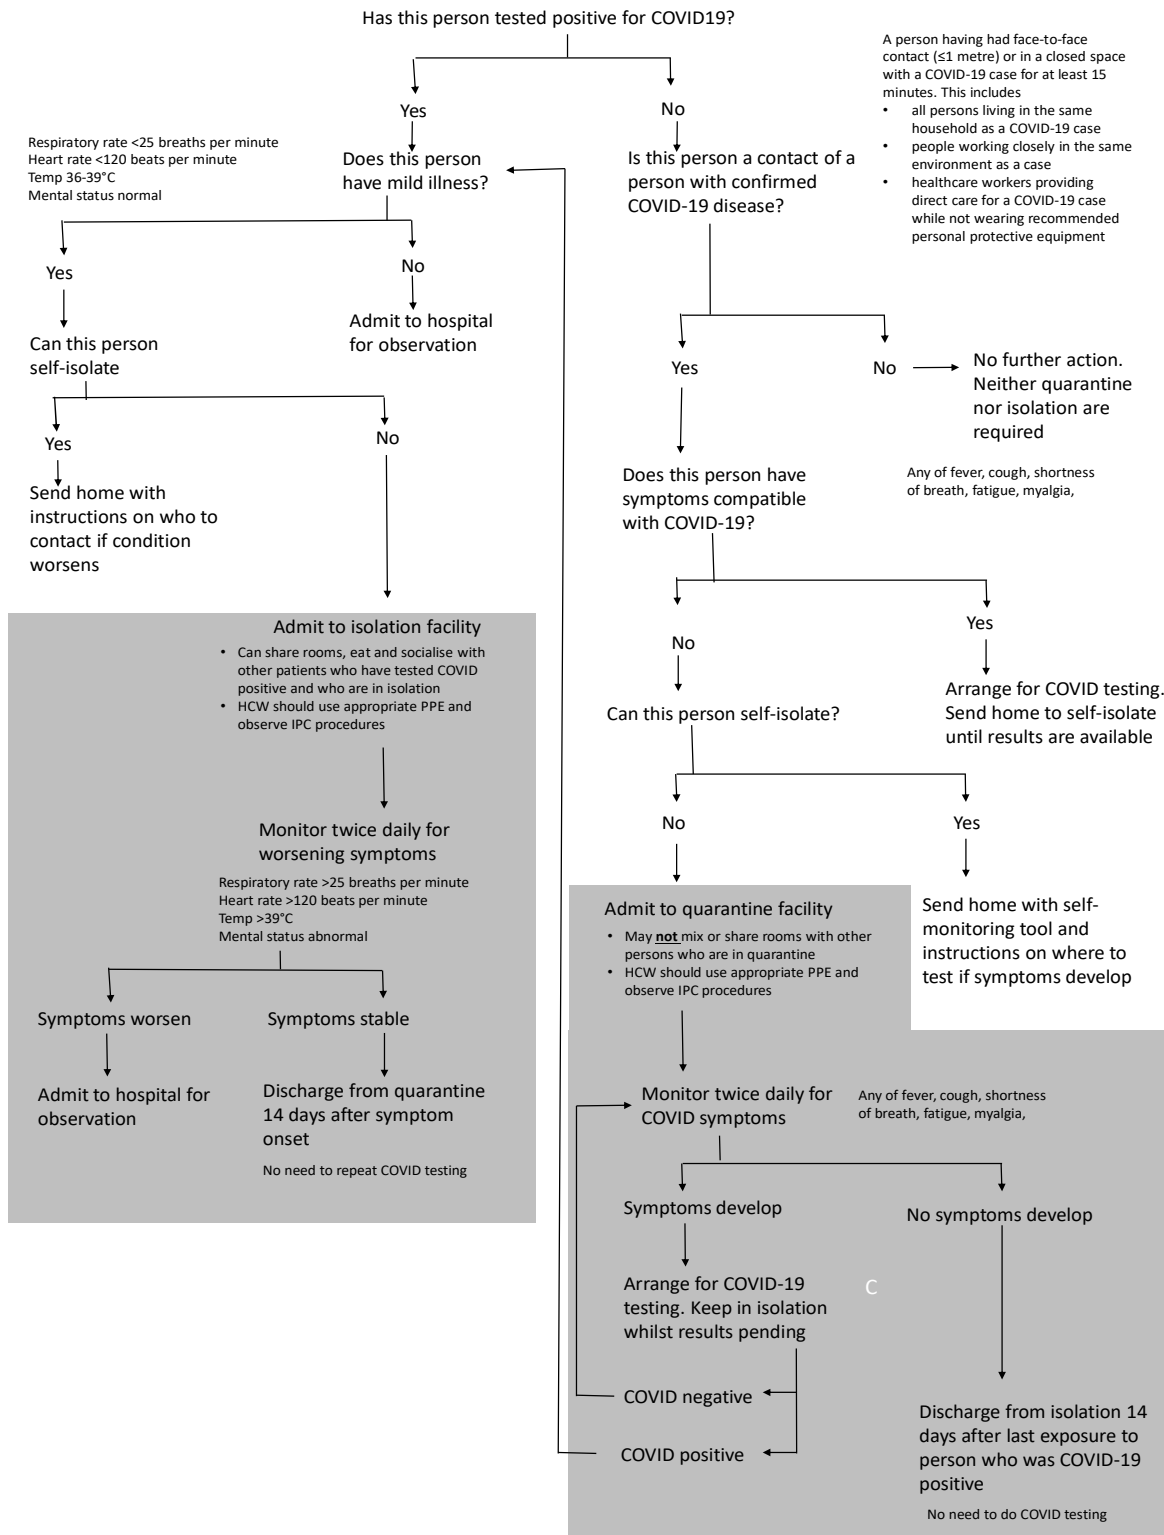 Has this person tested positive for COVID19?
A person having had face-to-face
contact (≤1 metre) or in a closed space
with a COVID-19 case for at least 15
minutes. This includes
• all persons living in the same
household as a COVID-19 case
• people working closely in the same
environment as a case
• healthcare workers providing
direct care for a COVID-19 case
while not wearing recommended
personal protective equipment
Yes
No
Respiratory rate <25 breaths per minute
Heart rate <120 beats per minute
Temp 36-39°C
Mental status normal
Does this person
have mild illness?
Is this person a contact of a
person with confirmed
COVID-19 disease?
Yes
No
Can this person
self-isolate
Admit to hospital
for observation
Yes
No
No further action.
Neither quarantine
nor isolation are
required
Yes
No
Send home with
instructions on who to
contact if condition
worsens
Does this person have
symptoms compatible
with COVID-19?
Any of fever, cough, shortness
of breath, fatigue, myalgia,
No
Yes
Admit to isolation facility
• Can share rooms, eat and socialise with
other patients who have tested COVID
positive and who are in isolation
• HCW should use appropriate PPE and
observe IPC procedures
Can this person self-isolate?
Arrange for COVID testing.
Send home to self-isolate
until results are available
No
Yes
Monitor twice daily for
worsening symptoms
Respiratory rate >25 breaths per minute
Heart rate >120 beats per minute
Temp >39°C
Mental status abnormal
Admit to quarantine facility
• May not mix or share rooms with other
persons who are in quarantine
• HCW should use appropriate PPE and
observe IPC procedures
Send home with self-
monitoring tool and
instructions on where to
test if symptoms develop
Symptoms worsen
Symptoms stable
Admit to hospital for
observation
Discharge from quarantine
14 days after symptom
onset
No need to repeat COVID testing
Monitor twice daily for
COVID symptoms
Any of fever, cough, shortness
of breath, fatigue, myalgia,
Symptoms develop
No symptoms develop
Arrange for COVID-19
testing. Keep in isolation
whilst results pending
C
COVID negative
COVID positive
Discharge from isolation 14
days after last exposure to
person who was COVID-19
positive
No need to do COVID testing